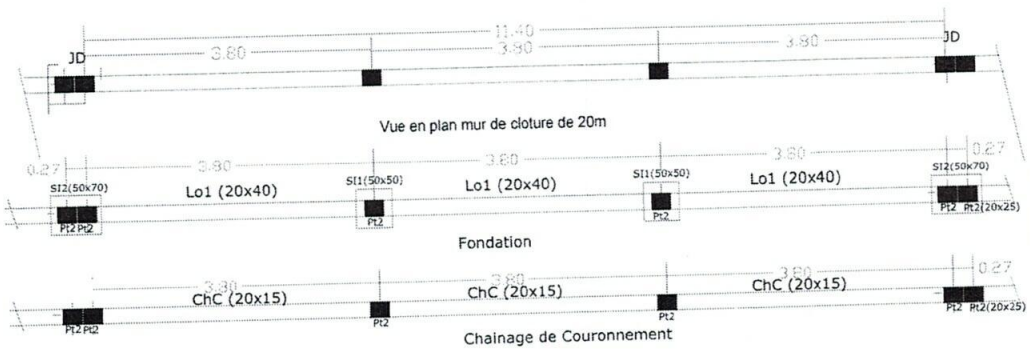 11.40
JD 3.80 3.80 3.80 JD
Vue en plan mur de cloture de 20m
0.27 3.80 3.80 3.80 0.27
SI2(50x70) Lo1 (20x40) SI1(50x50) Lo1 (20x40) SI1(50x50) Lo1 (20x40) SI2(50x70)
Pt2 Pt2 Pt2 Pt2 Pt2 Pt2(20x25)
Fondation
3.80 3.80 3.80 0.27
ChC (20x15) ChC (20x15) ChC (20x15)
Pt2 Pt2 Pt2 Pt2 Pt2 Pt2(20x25)
Chainage de Couronnement